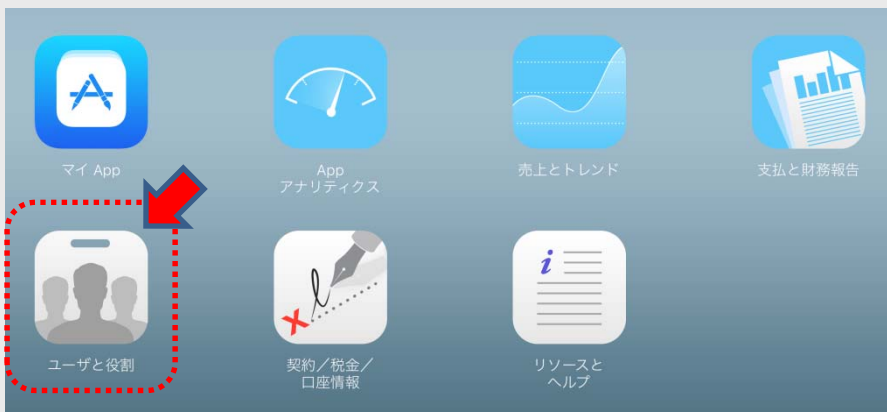 マイ App
App
アナリティクス
売上とトレンド
支払と財務報告
ユーザと役割
契約／税金／
口座情報
i
リソースと
ヘルプ